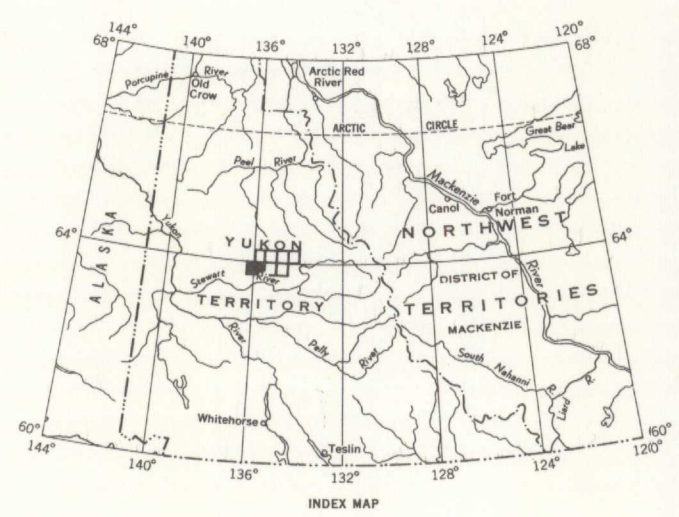 144°
140°
136°
132°
128°
124°
120°
68°
68°
Porcupine River
Old
Crow
Arctic Red
River
ARCTIC CIRCLE
Great Bear
Lake
Peel River
Mackenzie
River
Fort
Norman
Canol
NORTHWEST
TERRITORIES
ALASKA
Yukon
64°
64°
YUKON
TERRITORY
Stewart River
DISTRICT OF
MACKENZIE
River
Pelly River
South Nahanni R.
Liard R.
Whitehorse
Teslin
60°
60°
144°
140°
136°
132°
128°
124°
120°
INDEX MAP